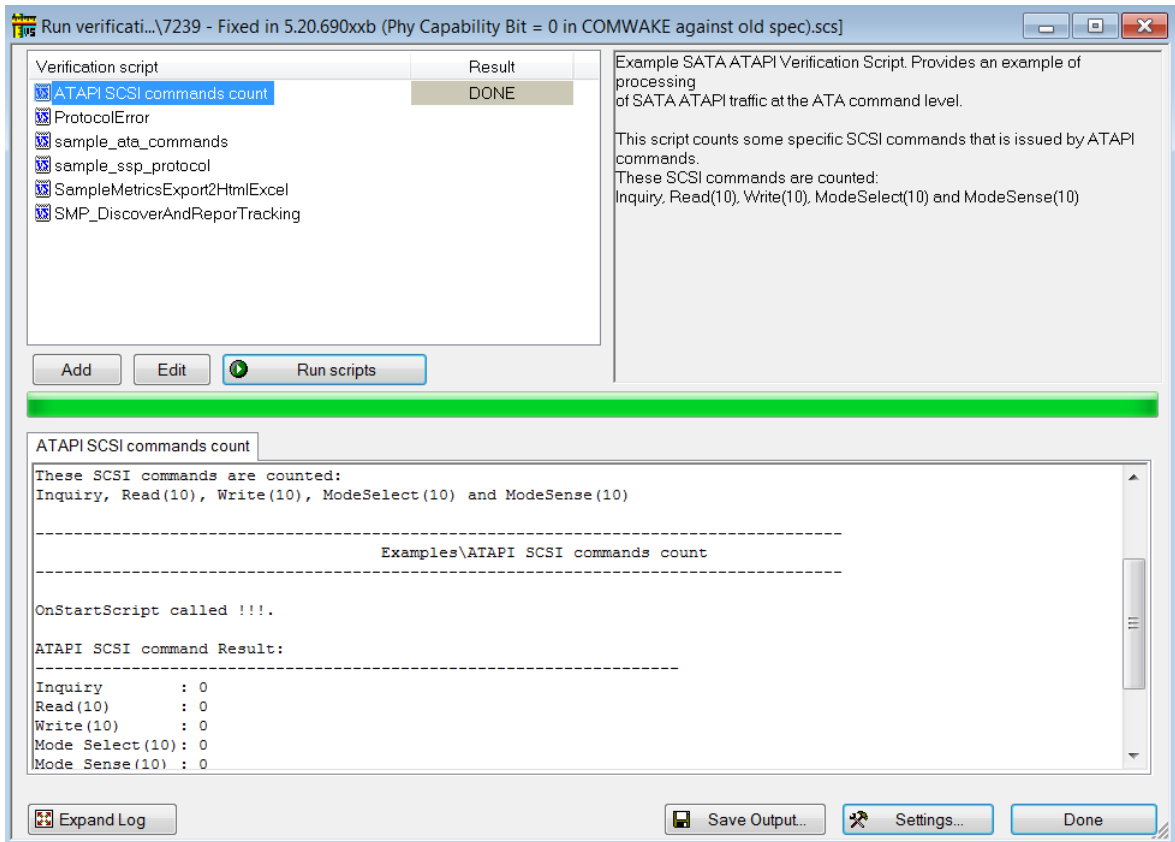 Run verificati...\7239 - Fixed in 5.20.690xxb (Phy Capability Bit = 0 in COMWAKE against old spec).scs]
Verification script Result
ATAPI SCSI commands count DONE
ProtocolError
sample_ata_commands
sample_ssp_protocol
SampleMetricsExport2HtmlExcel
SMP_DiscoverAndReporTracking
Example SATA ATAPI Verification Script. Provides an example of
processing
of SATA ATAPI traffic at the ATA command level.
This script counts some specific SCSI commands that is issued by ATAPI
commands.
These SCSI commands are counted:
Inquiry, Read(10), Write(10), ModeSelect(10) and ModeSense(10)
Add Edit Run scripts
ATAPI SCSI commands count
These SCSI commands are counted:
Inquiry, Read(10), Write(10), ModeSelect(10) and ModeSense(10)
Examples\ATAPI SCSI commands count
OnStartScript called !!!.
ATAPI SCSI command Result:
Inquiry : 0
Read(10) : 0
Write(10) : 0
Mode Select(10): 0
Mode Sense(10) : 0
Expand Log Save Output... Settings... Done